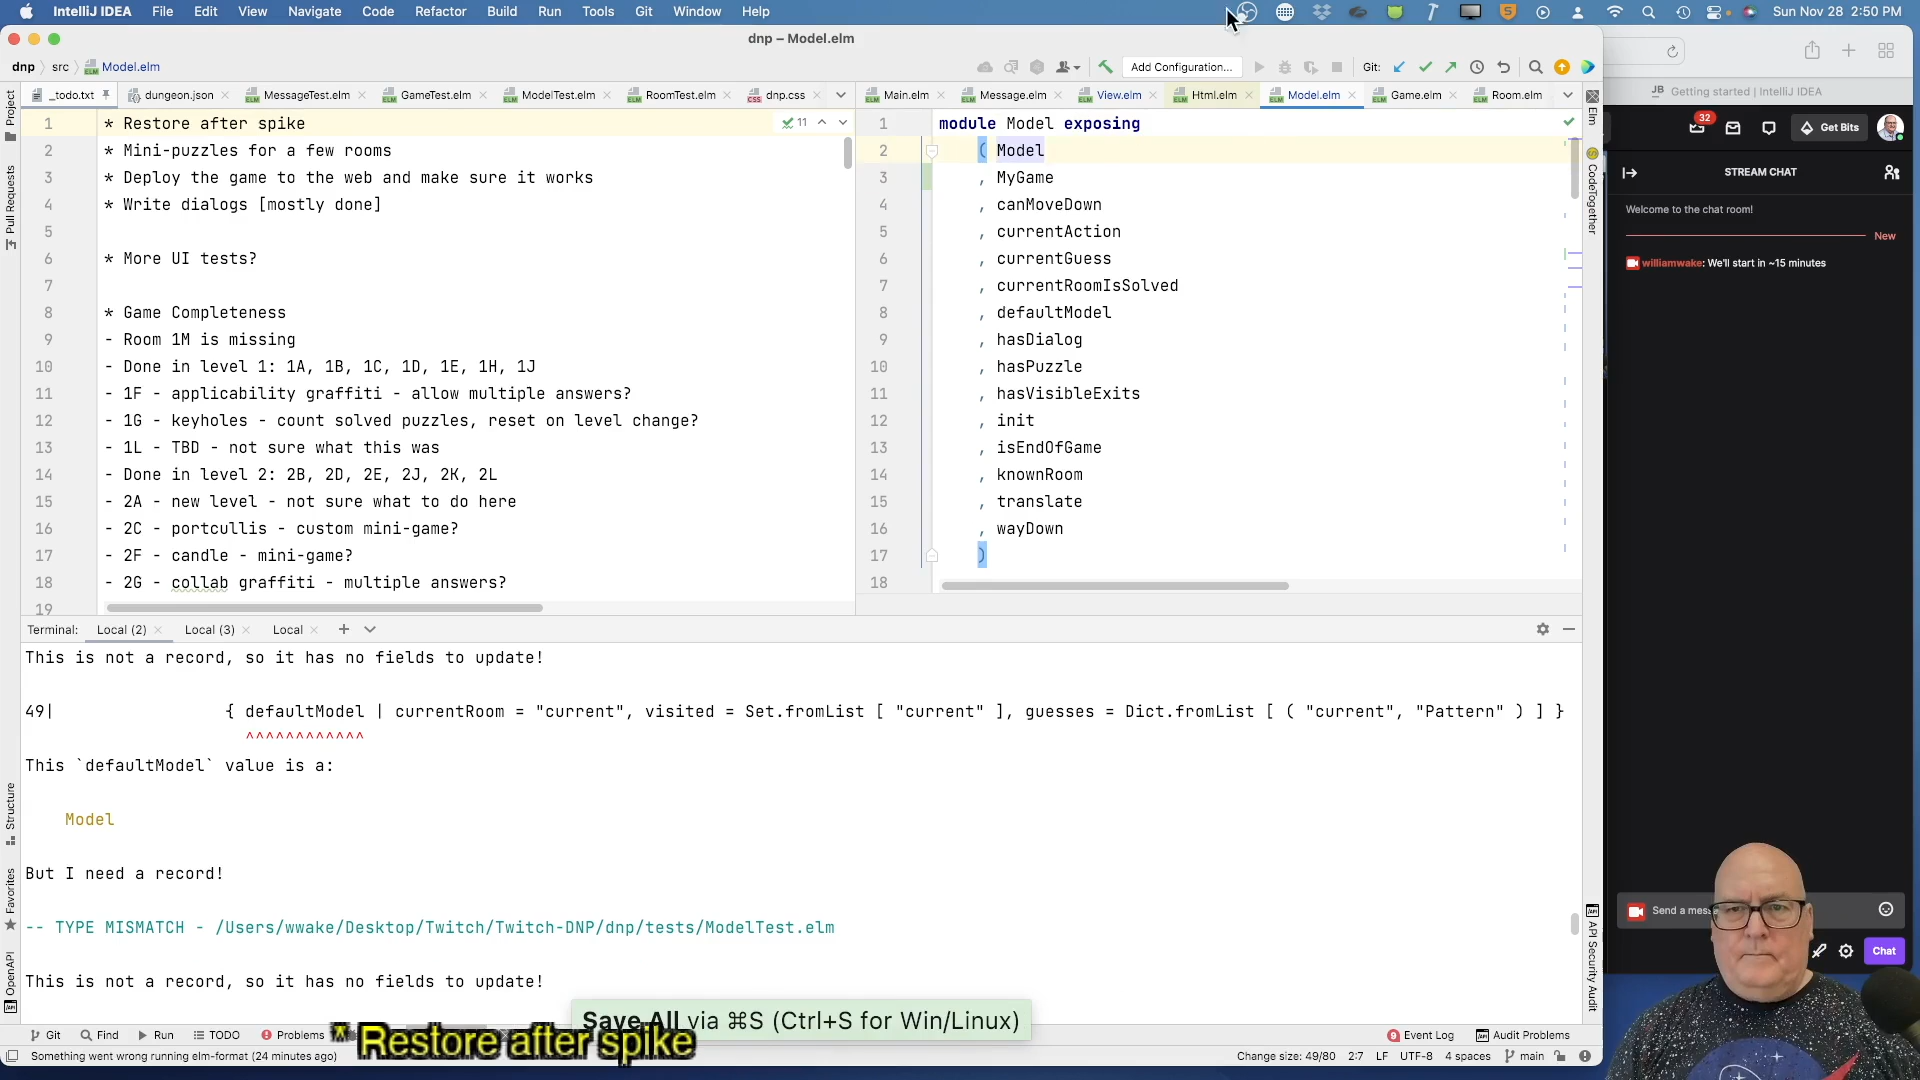 IntelliJ IDEA File Edit View Navigate Code Refactor Build Run Tools Git Window Help Sun Nov 28 2:50 PM
dnp – Model.elm
dnp src Model.elm Add Configuration... Git:
_todo.txt dungeon.json MessageTest.elm GameTest.elm ModelTest.elm RoomTest.elm dnp.css Main.elm Message.elm View.elm Html.elm Model.elm Game.elm Room.elm
Project
Pull Requests
Structure
Favorites
OpenAPI
1 * Restore after spike 11
2 * Mini-puzzles for a few rooms
3 * Deploy the game to the web and make sure it works
4 * Write dialogs [mostly done]
5
6 * More UI tests?
7
8 * Game Completeness
9 - Room 1M is missing
10 - Done in level 1: 1A, 1B, 1C, 1D, 1E, 1H, 1J
11 - 1F - applicability graffiti - allow multiple answers?
12 - 1G - keyholes - count solved puzzles, reset on level change?
13 - 1L - TBD - not sure what this was
14 - Done in level 2: 2B, 2D, 2E, 2J, 2K, 2L
15 - 2A - new level - not sure what to do here
16 - 2C - portcullis - custom mini-game?
17 - 2F - candle - mini-game?
18 - 2G - collab graffiti - multiple answers?
19
1 module Model exposing
2 ( Model
3 , MyGame
4 , canMoveDown
5 , currentAction
6 , currentGuess
7 , currentRoomIsSolved
8 , defaultModel
9 , hasDialog
10 , hasPuzzle
11 , hasVisibleExits
12 , init
13 , isEndOfGame
14 , knownRoom
15 , translate
16 , wayDown
17 )
18
Elm
CodeTogether
API Security Audit
Terminal: Local (2) Local (3) Local
This is not a record, so it has no fields to update!
49| { defaultModel | currentRoom = "current", visited = Set.fromList [ "current" ], guesses = Dict.fromList [ ( "current", "Pattern" ) ] }
^^^^^^^^^^^^
This `defaultModel` value is a:
Model
But I need a record!
-- TYPE MISMATCH - /Users/wwake/Desktop/Twitch/Twitch-DNP/dnp/tests/ModelTest.elm
This is not a record, so it has no fields to update!
Save All via ⌘S (Ctrl+S for Win/Linux)
Git Find Run TODO Problems Event Log Audit Problems
* Restore after spike
Something went wrong running elm-format (24 minutes ago) Change size: 49/80 2:7 LF UTF-8 4 spaces main
JB Getting started | IntelliJ IDEA
32 Get Bits
STREAM CHAT
Welcome to the chat room!
New
williamwake: We'll start in ~15 minutes
Send a mess
Chat